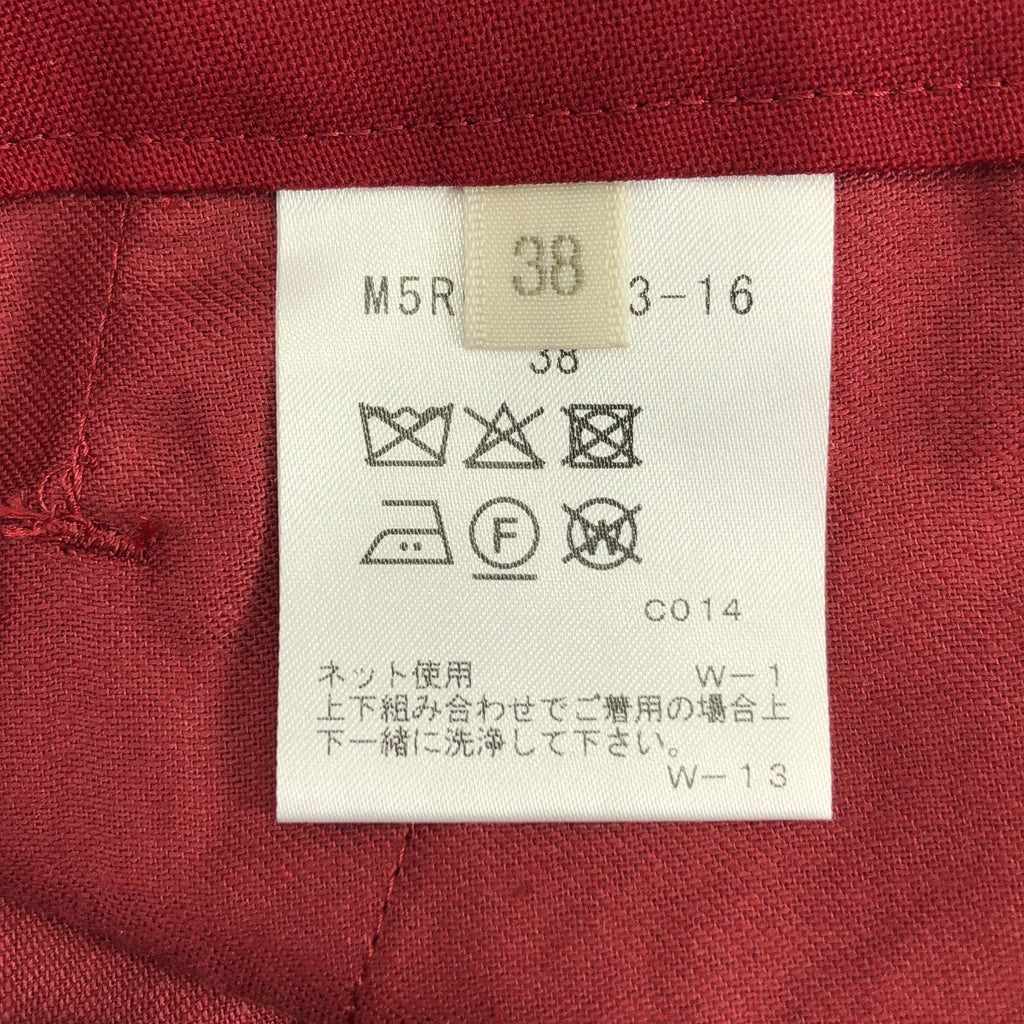 38
M5R 3-16
38
F
W
C014
ネット使用 W-1
上下組み合わせでご着用の場合上
下一緒に洗浄して下さい。
W-13